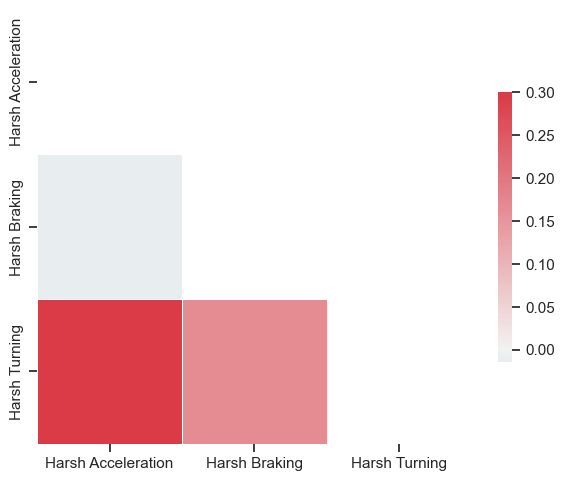 Harsh Acceleration
Harsh Braking
Harsh Turning
Harsh Acceleration
Harsh Braking
Harsh Turning
0.30
0.25
0.20
0.15
0.10
0.05
0.00